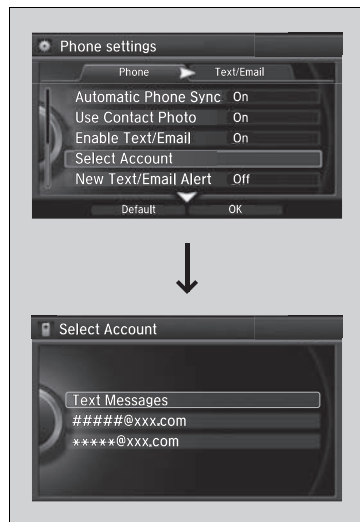 Phone settings
Phone Text/Email
Automatic Phone Sync On
Use Contact Photo On
Enable Text/Email On
Select Account
New Text/Email Alert Off
Default OK
Select Account
Text Messages
#####@xxx.com
*****@xxx.com